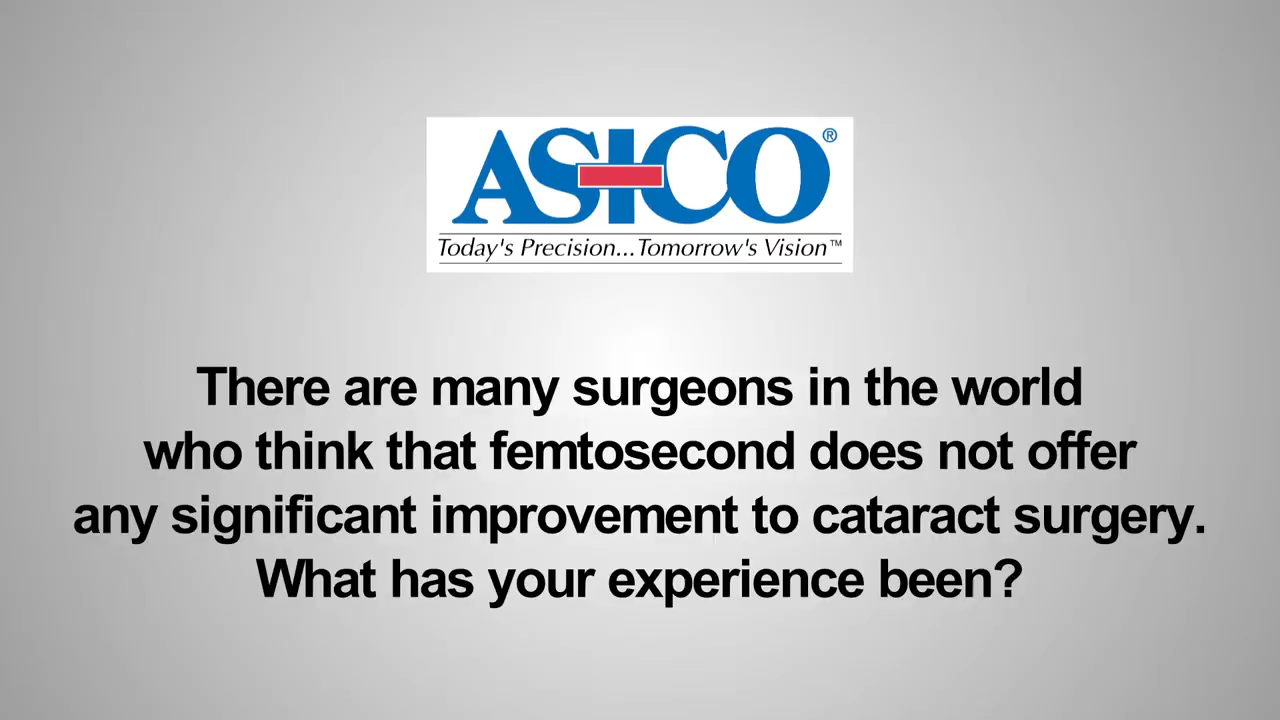 ASICO®
Today's Precision...Tomorrow's Vision™
There are many surgeons in the world
who think that femtosecond does not offer
any significant improvement to cataract surgery.
What has your experience been?